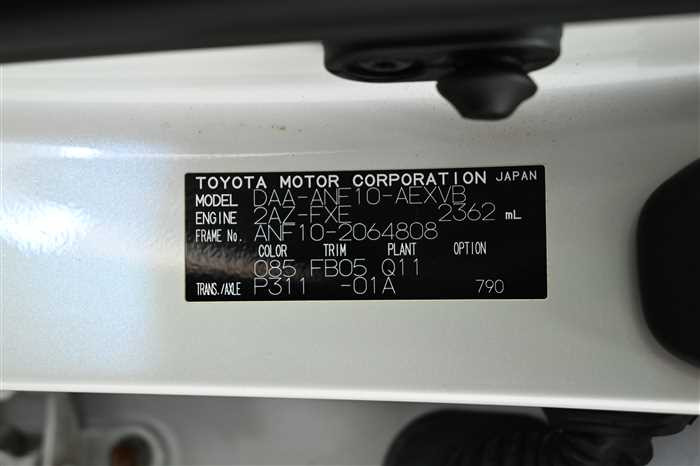 TOYOTA MOTOR CORPORATION JAPAN
MODEL DAA-ANF10-AEXVB
ENGINE 2AZ-FXE 2362 mL
FRAME No. ANF10-2064808
COLOR TRIM PLANT OPTION
085 FB05 Q11
TRANS./AXLE P311 -01A 790